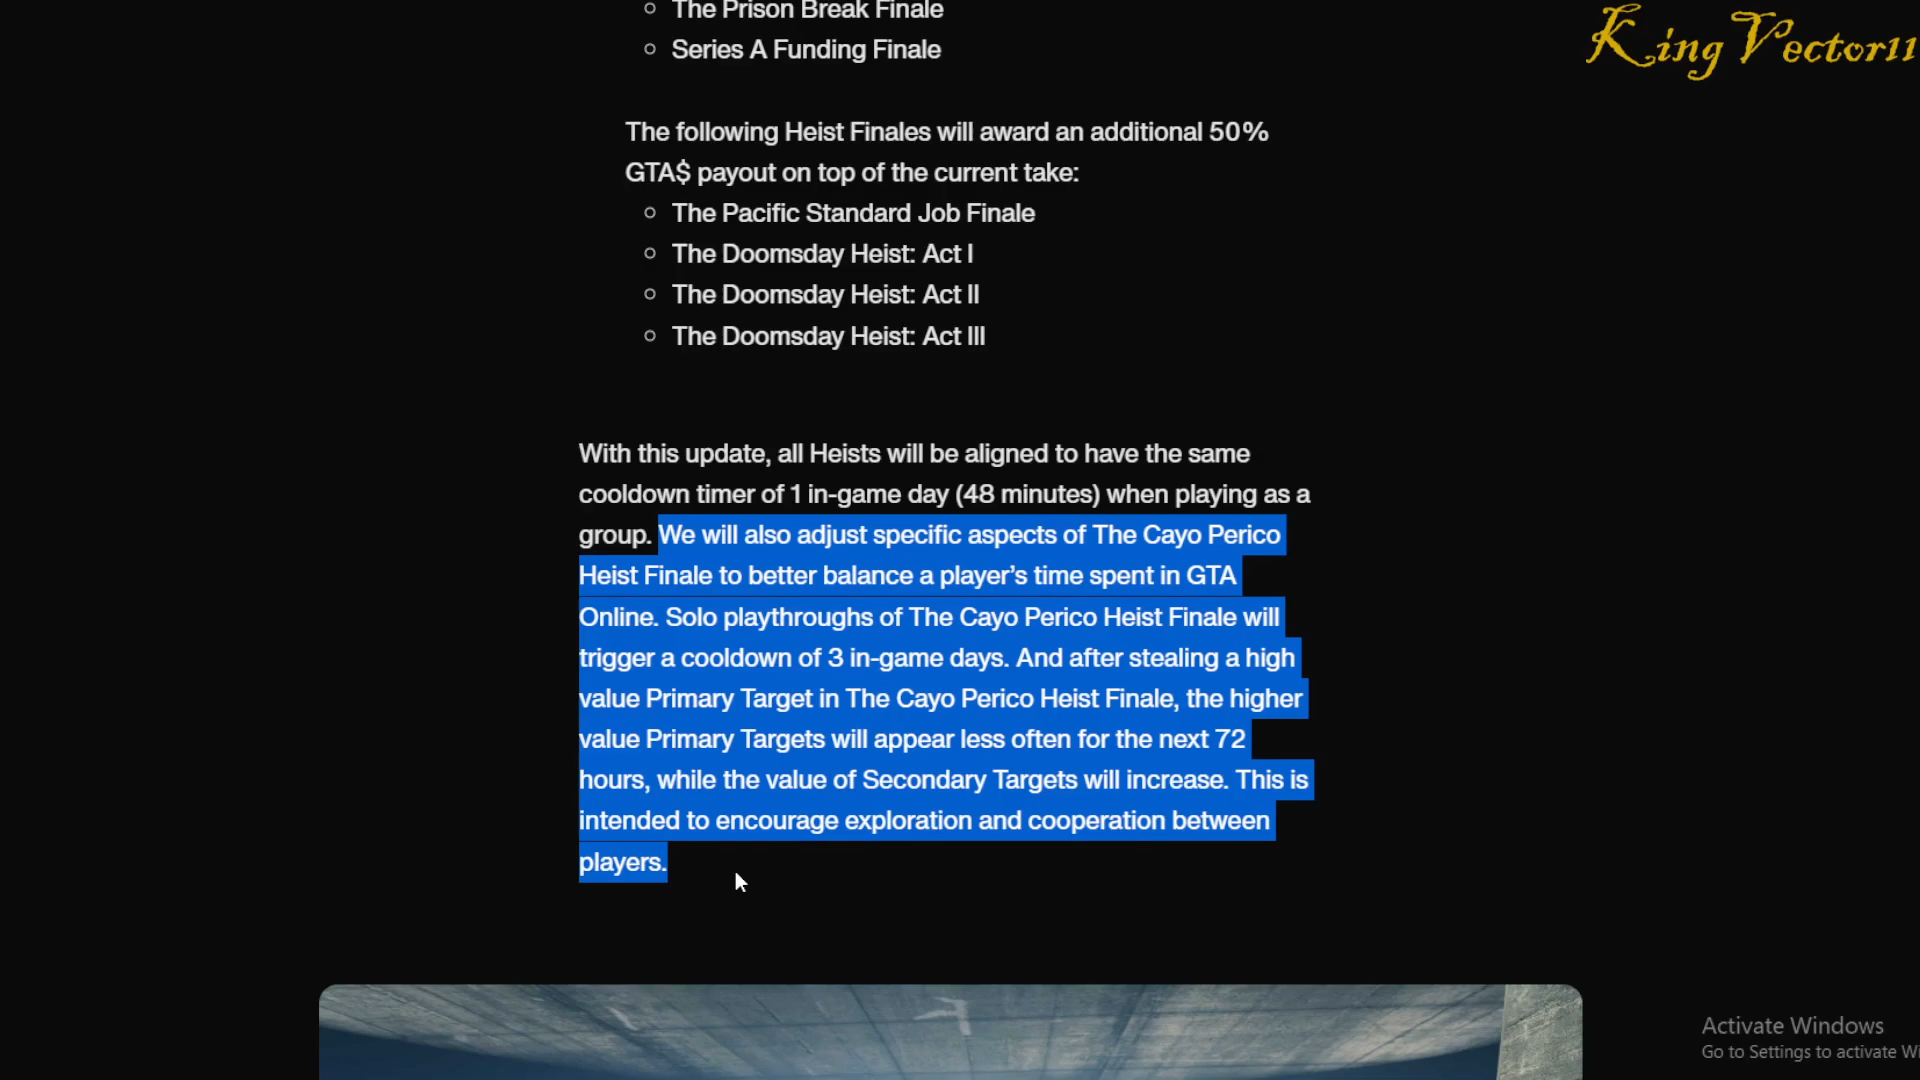 The Prison Break Finale
Series A Funding Finale
KingVector11
The following Heist Finales will award an additional 50%
GTA$ payout on top of the current take:
The Pacific Standard Job Finale
The Doomsday Heist: Act I
The Doomsday Heist: Act II
The Doomsday Heist: Act III
With this update, all Heists will be aligned to have the same
cooldown timer of 1 in-game day (48 minutes) when playing as a
group. We will also adjust specific aspects of The Cayo Perico
Heist Finale to better balance a player’s time spent in GTA
Online. Solo playthroughs of The Cayo Perico Heist Finale will
trigger a cooldown of 3 in-game days. And after stealing a high
value Primary Target in The Cayo Perico Heist Finale, the higher
value Primary Targets will appear less often for the next 72
hours, while the value of Secondary Targets will increase. This is
intended to encourage exploration and cooperation between
players.
Activate Windows
Go to Settings to activate Wi